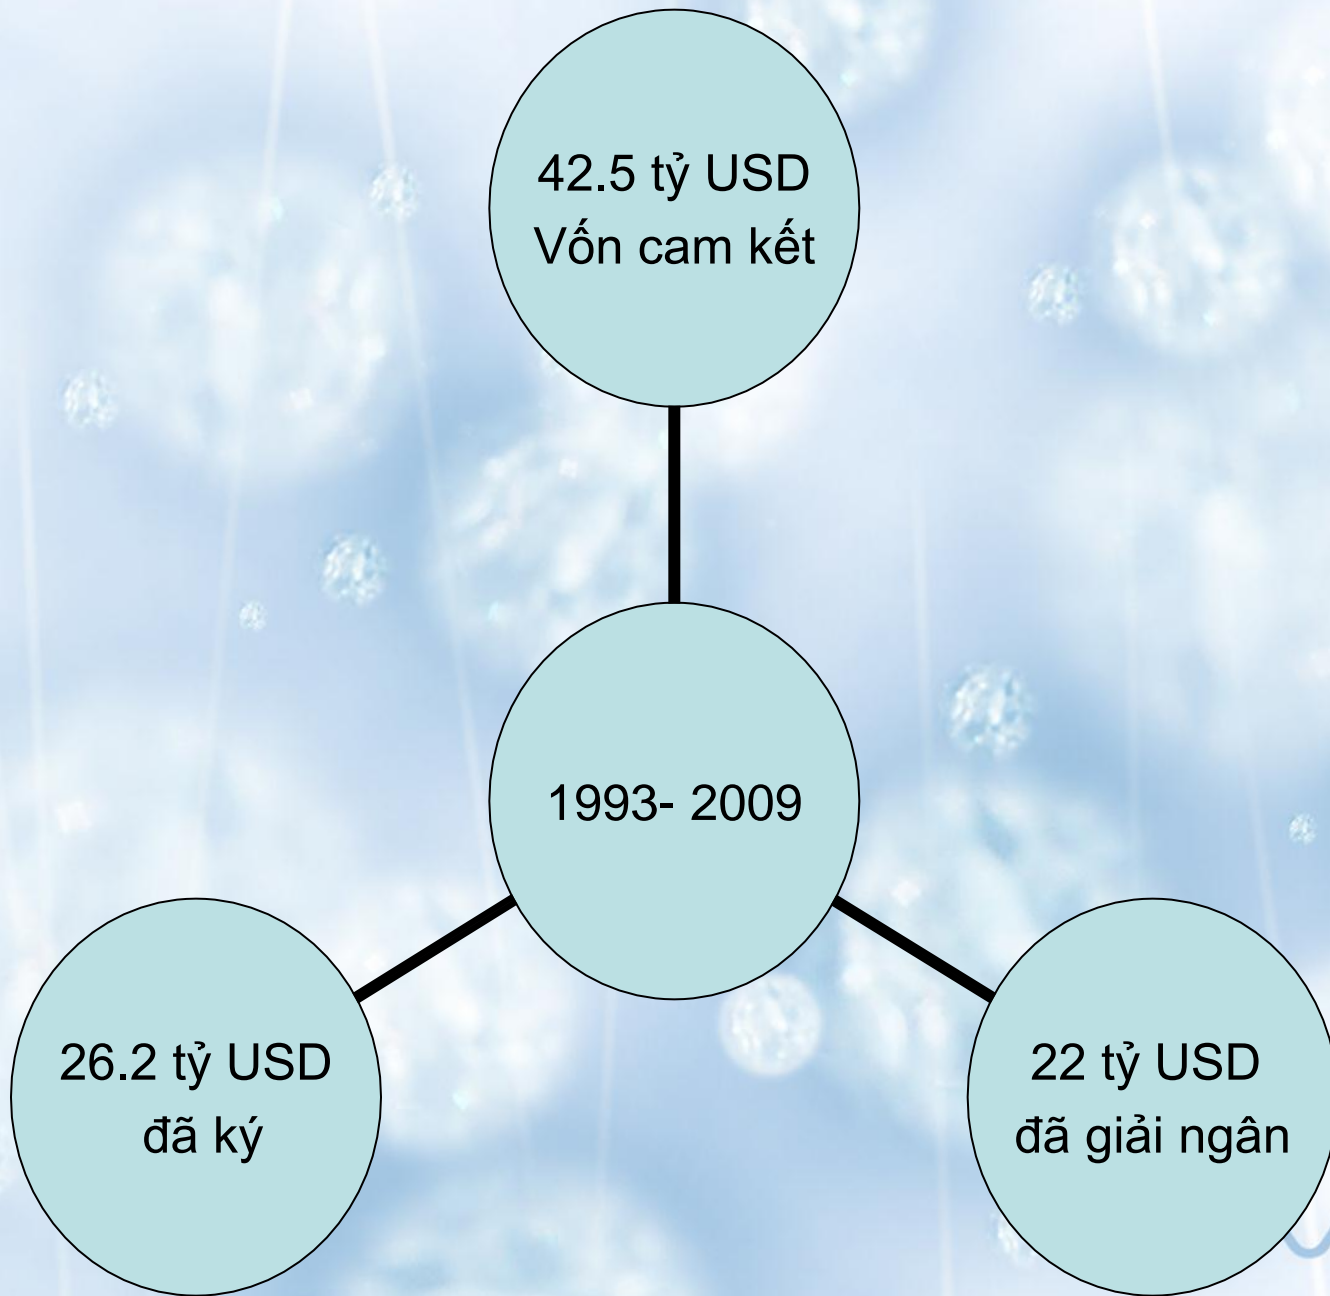 42.5 tỷ USD
Vốn cam kết
1993- 2009
26.2 tỷ USD
đã ký
22 tỷ USD
đã giải ngân